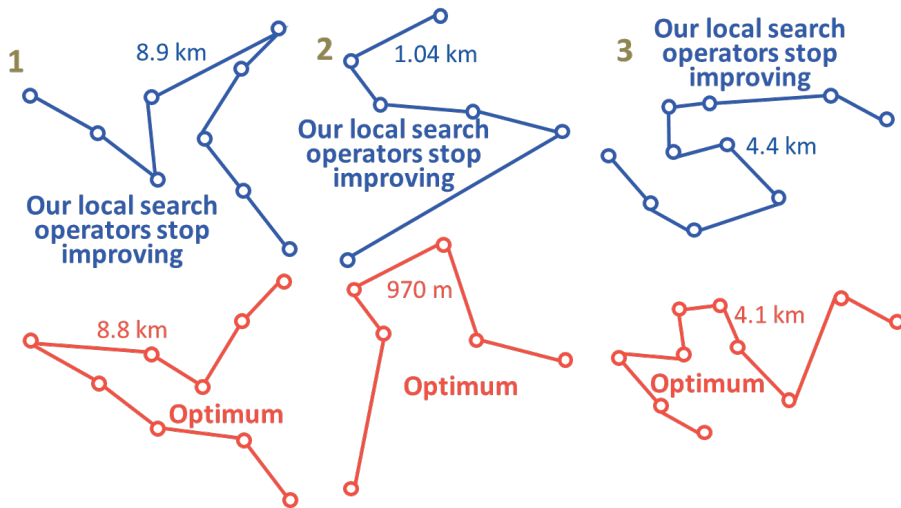 1
8.9 km
Our local search
operators stop
improving
8.8 km
Optimum
2
1.04 km
Our local search
operators stop
improving
970 m
Optimum
3
Our local search
operators stop
improving
4.4 km
4.1 km
Optimum